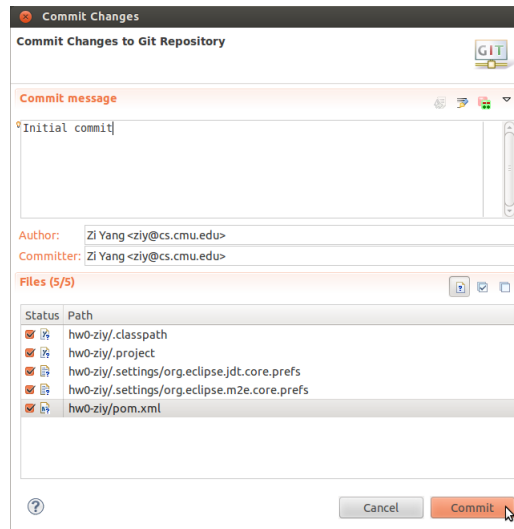 Commit Changes
Commit Changes to Git Repository
GIT
Commit message
Initial commit
Author: Zi Yang <ziy@cs.cmu.edu>
Committer: Zi Yang <ziy@cs.cmu.edu>
Files (5/5)
Status Path
hw0-ziy/.classpath
hw0-ziy/.project
hw0-ziy/.settings/org.eclipse.jdt.core.prefs
hw0-ziy/.settings/org.eclipse.m2e.core.prefs
hw0-ziy/pom.xml
Cancel Commit